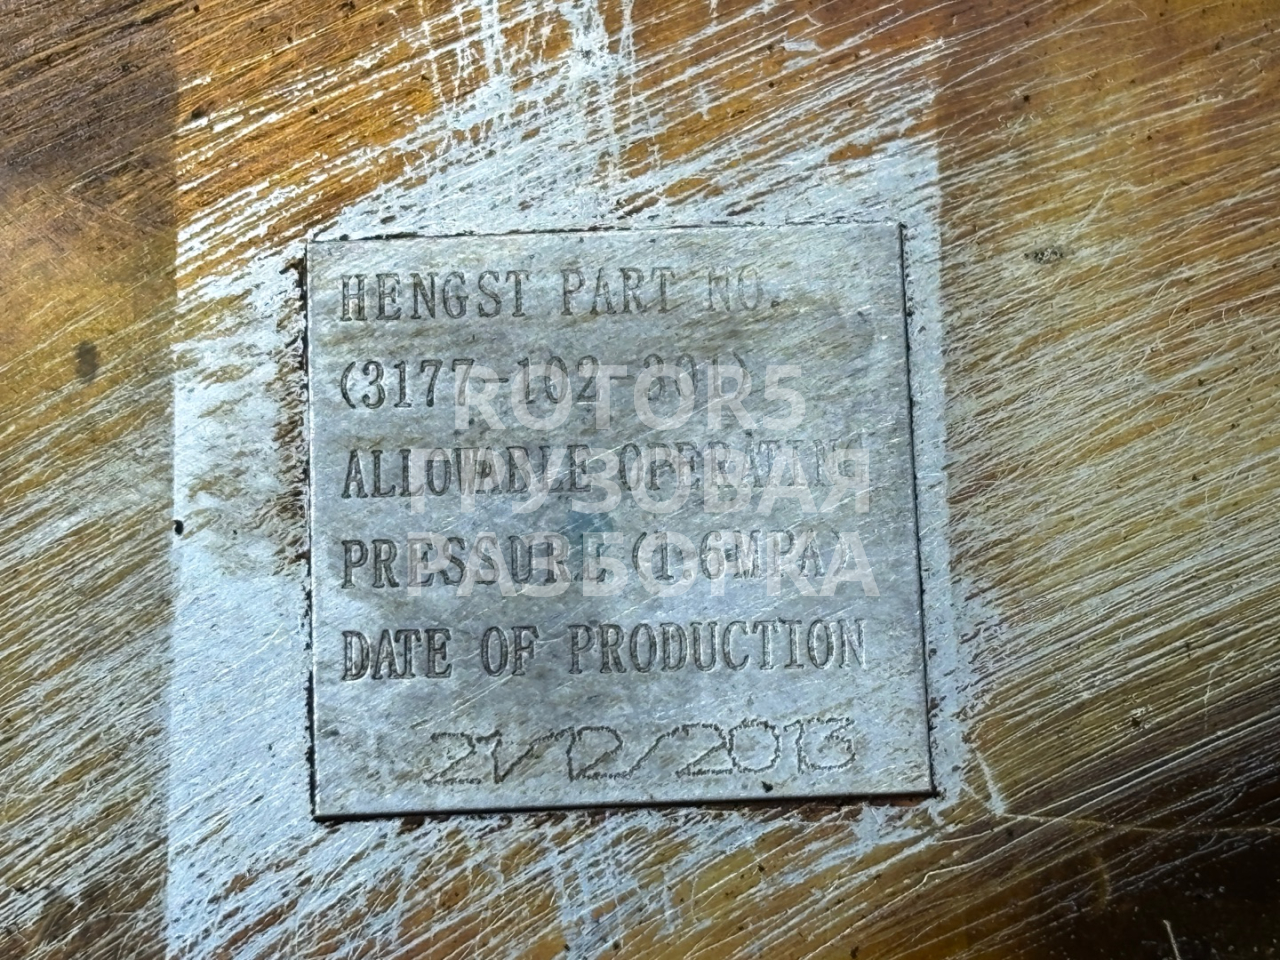 HENGST PART NO.
(3177-102-301)
ALLOWABLE OPERATING
PRESSURE (1.6MPA)
DATE OF PRODUCTION
21/12/2013
ROTOR5
ГРУЗОВАЯ
РАЗБОРКА